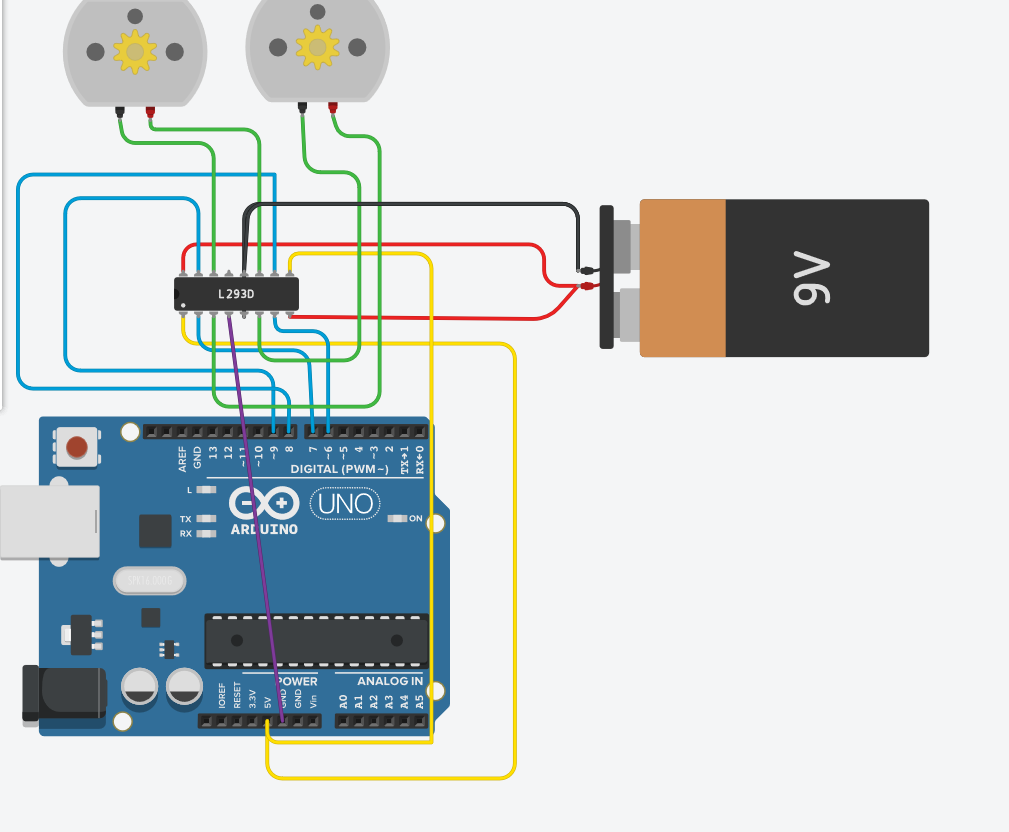 L293D
9V
AREF
GND
13
12
~11
~10
~9
8
7
~6
~5
4
~3
2
TX→1
RX←0
DIGITAL (PWM~)
L
TX
RX
UNO
ARDUINO
ON
POWER
ANALOG IN
IOREF
RESET
3.3V
5V
GND
GND
Vin
A0
A1
A2
A3
A4
A5